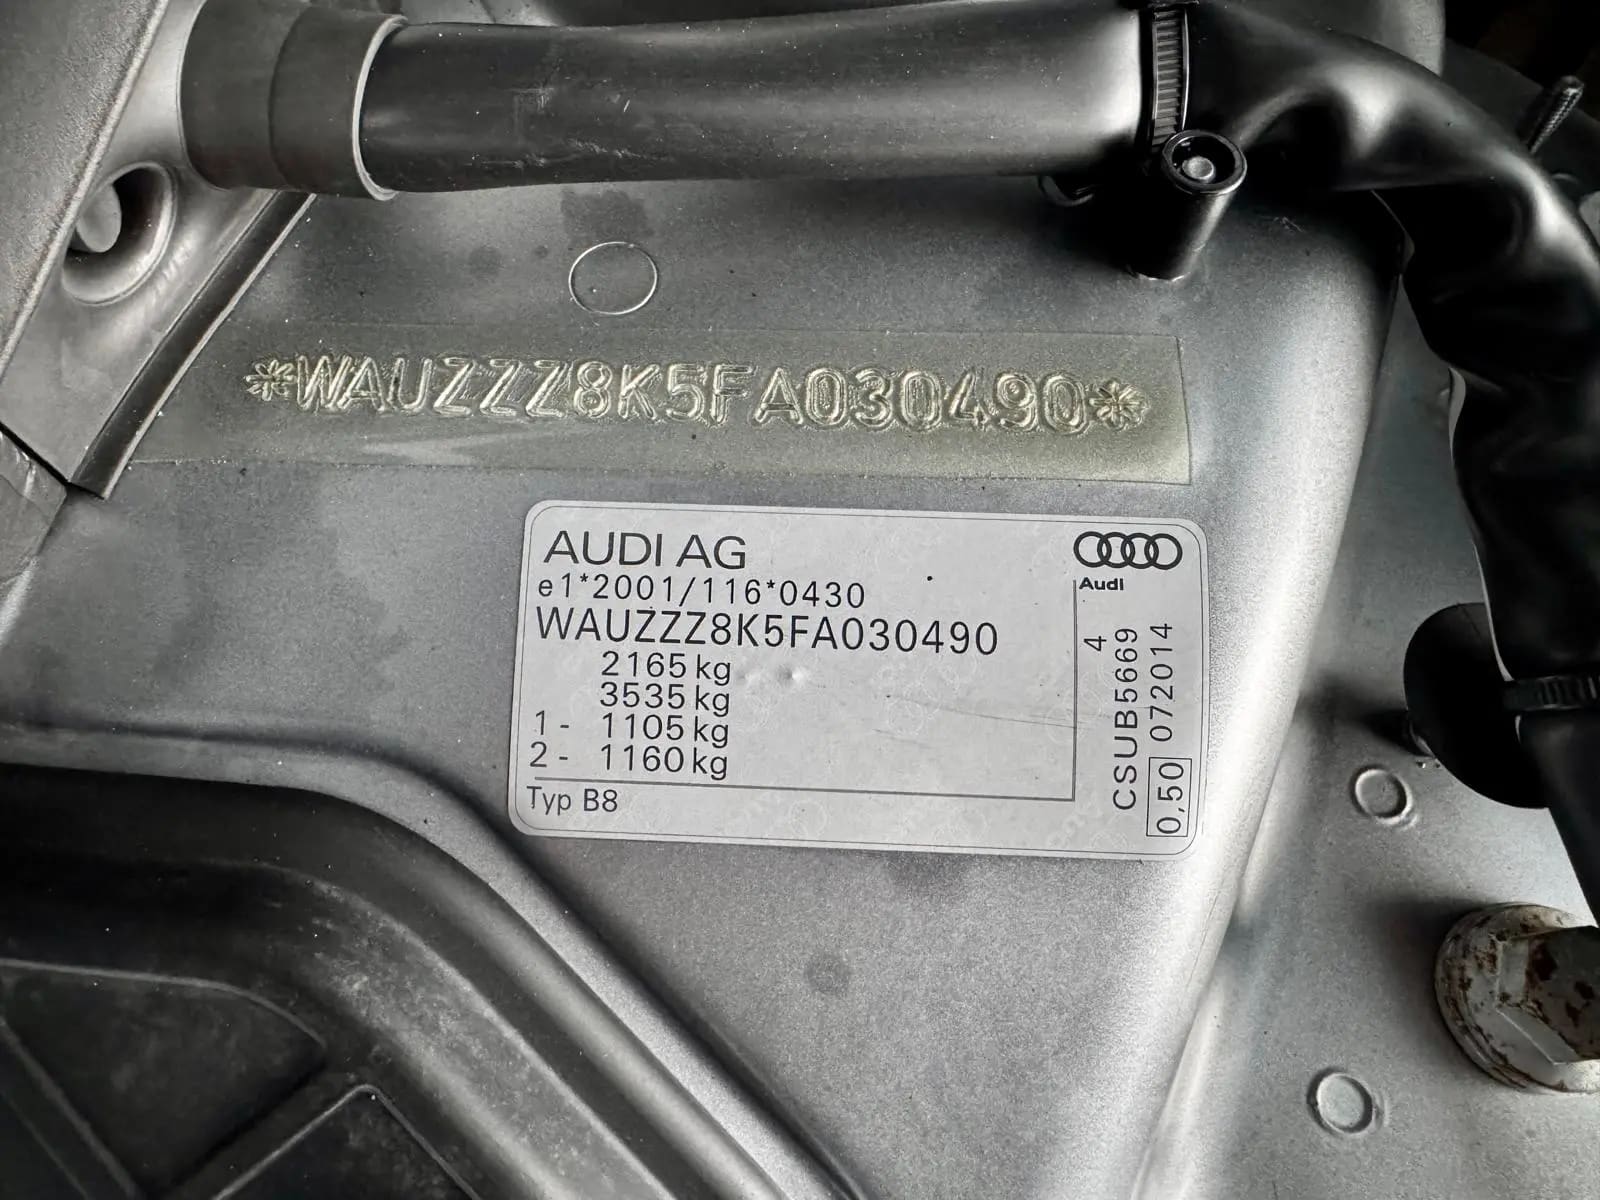 *WAUZZZ8K5FA030490*
AUDI AG
e1*2001/116*0430
WAUZZZ8K5FA030490
2165 kg
3535 kg
1 - 1105 kg
2 - 1160 kg
Typ B8
Audi
4
CSUB5669
0,50 072014